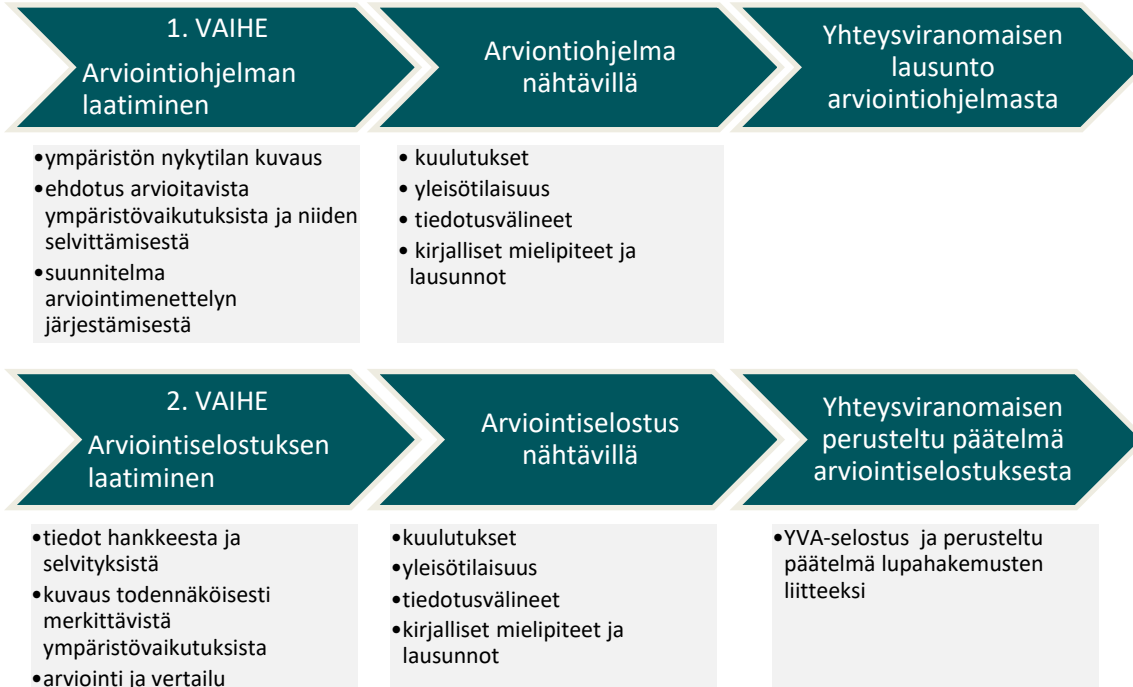 1. VAIHE
Arviointiohjelman
laatiminen
Arviontiohjelma
nähtävillä
Yhteysviranomaisen
lausunto
arviointiohjelmasta
•ympäristön nykytilan kuvaus
•ehdotus arvioitavista
ympäristövaikutuksista ja niiden
selvittämisestä
•suunnitelma
arviointimenettelyn
järjestämisestä
• kuulutukset
• yleisötilaisuus
• tiedotusvälineet
• kirjalliset mielipiteet ja
lausunnot
2. VAIHE
Arviointiselostuksen
laatiminen
Arviointiselostus
nähtävillä
Yhteysviranomaisen
perusteltu päätelmä
arviointiselostuksesta
•tiedot hankkeesta ja
selvityksistä
•kuvaus todennäköisesti
merkittävistä
ympäristövaikutuksista
•arviointi ja vertailu
•kuulutukset
•yleisötilaisuus
•tiedotusvälineet
•kirjalliset mielipiteet ja
lausunnot
•YVA-selostus ja perusteltu
päätelmä lupahakemusten
liitteeksi